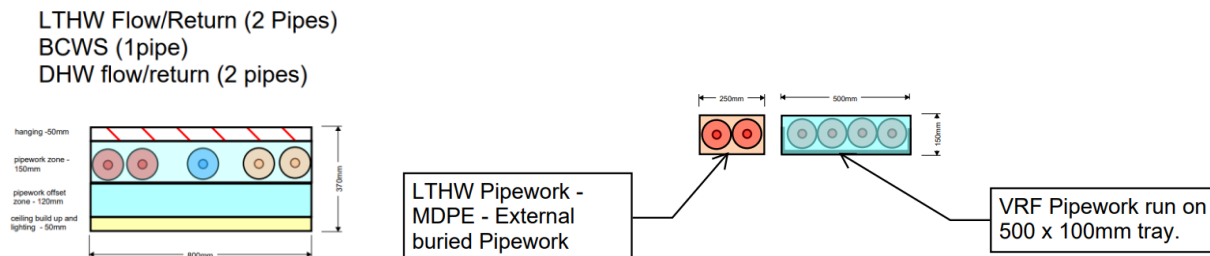 LTHW Flow/Return (2 Pipes)
BCWS (1pipe)
DHW flow/return (2 pipes)
hanging -50mm
pipework zone -
150mm
pipework offset
zone - 120mm
ceiling build up and
lighting - 50mm
370mm
800mm
250mm
500mm
150mm
LTHW Pipework -
MDPE - External
buried Pipework
VRF Pipework run on
500 x 100mm tray.